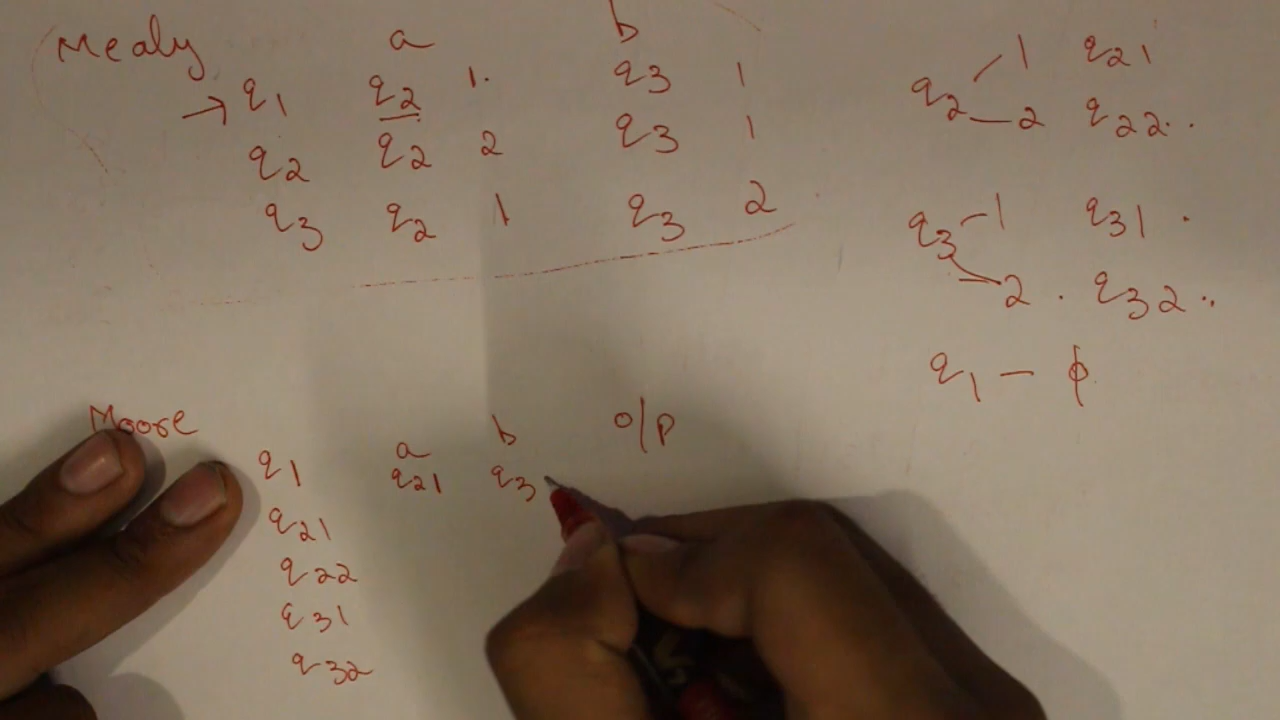 Mealy a b
→ q1 q2 1. q3 1
q2 q2 2 q3 1
q3 q2 1 q3 2
q2 1 q21
2 q22..
q3 1 q31.
2. q32..
q1 - ϕ
Moore
a b o/p
q1 q21 q3
q21
q22
q31
q32